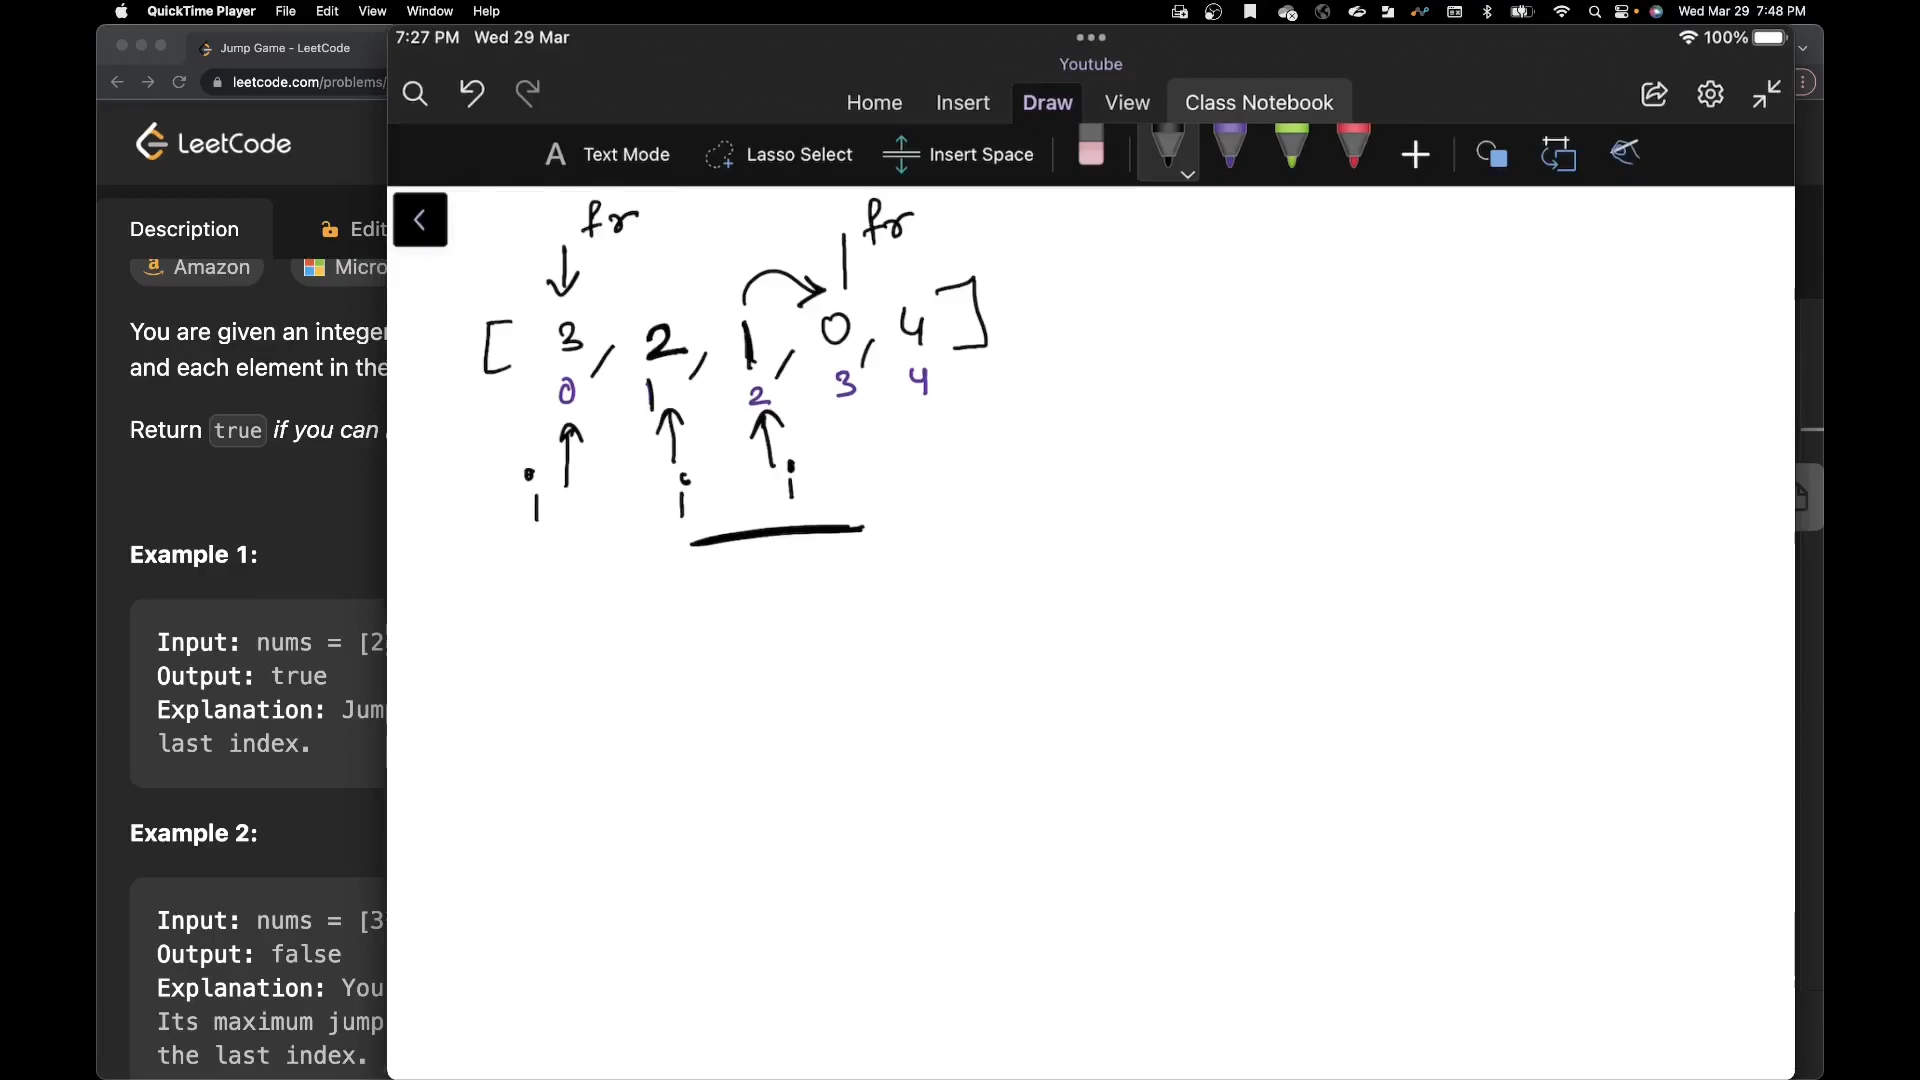 QuickTime Player File Edit View Window Help Wed Mar 29 7:48 PM
Jump Game - LeetCode
leetcode.com/problems/
7:27 PM Wed 29 Mar 100%
Youtube
Home Insert Draw View Class Notebook
A Text Mode Lasso Select Insert Space
LeetCode
Description Edit
Amazon Micro
You are given an integer
and each element in the
Return true if you can
Example 1:
Input: nums = [2
Output: true
Explanation: Jum
last index.
Example 2:
Input: nums = [3
Output: false
Explanation: You
Its maximum jump
the last index.
fr fr
[ 3, 2, 1, 0, 4 ]
0 1 2 3 4
i i i